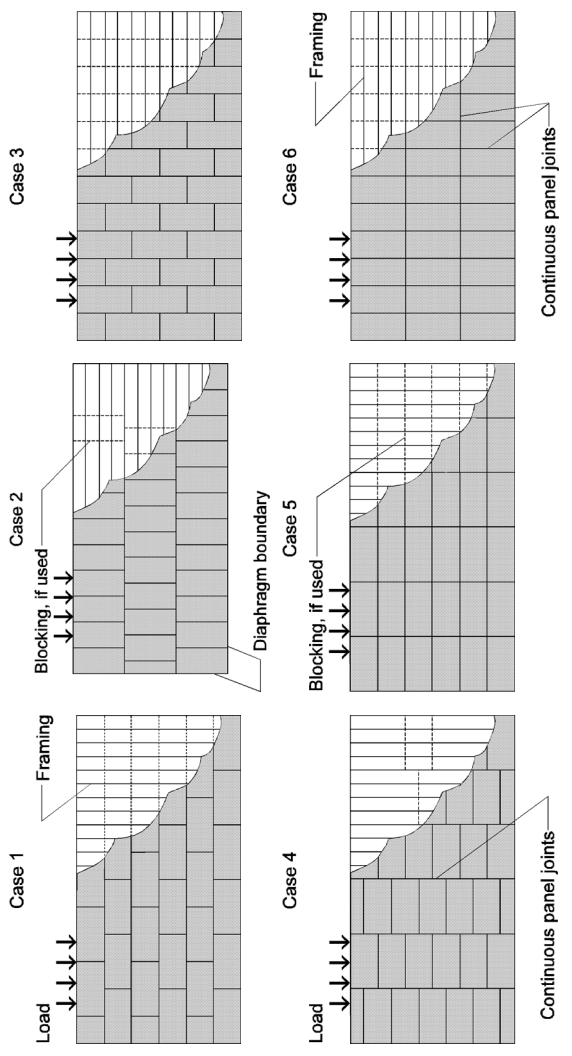 Case 1
Load
Framing
Case 2
Blocking, if used
Diaphragm boundary
Case 3
Case 4
Load
Continuous panel joints
Case 5
Blocking, if used
Case 6
Framing
Continuous panel joints